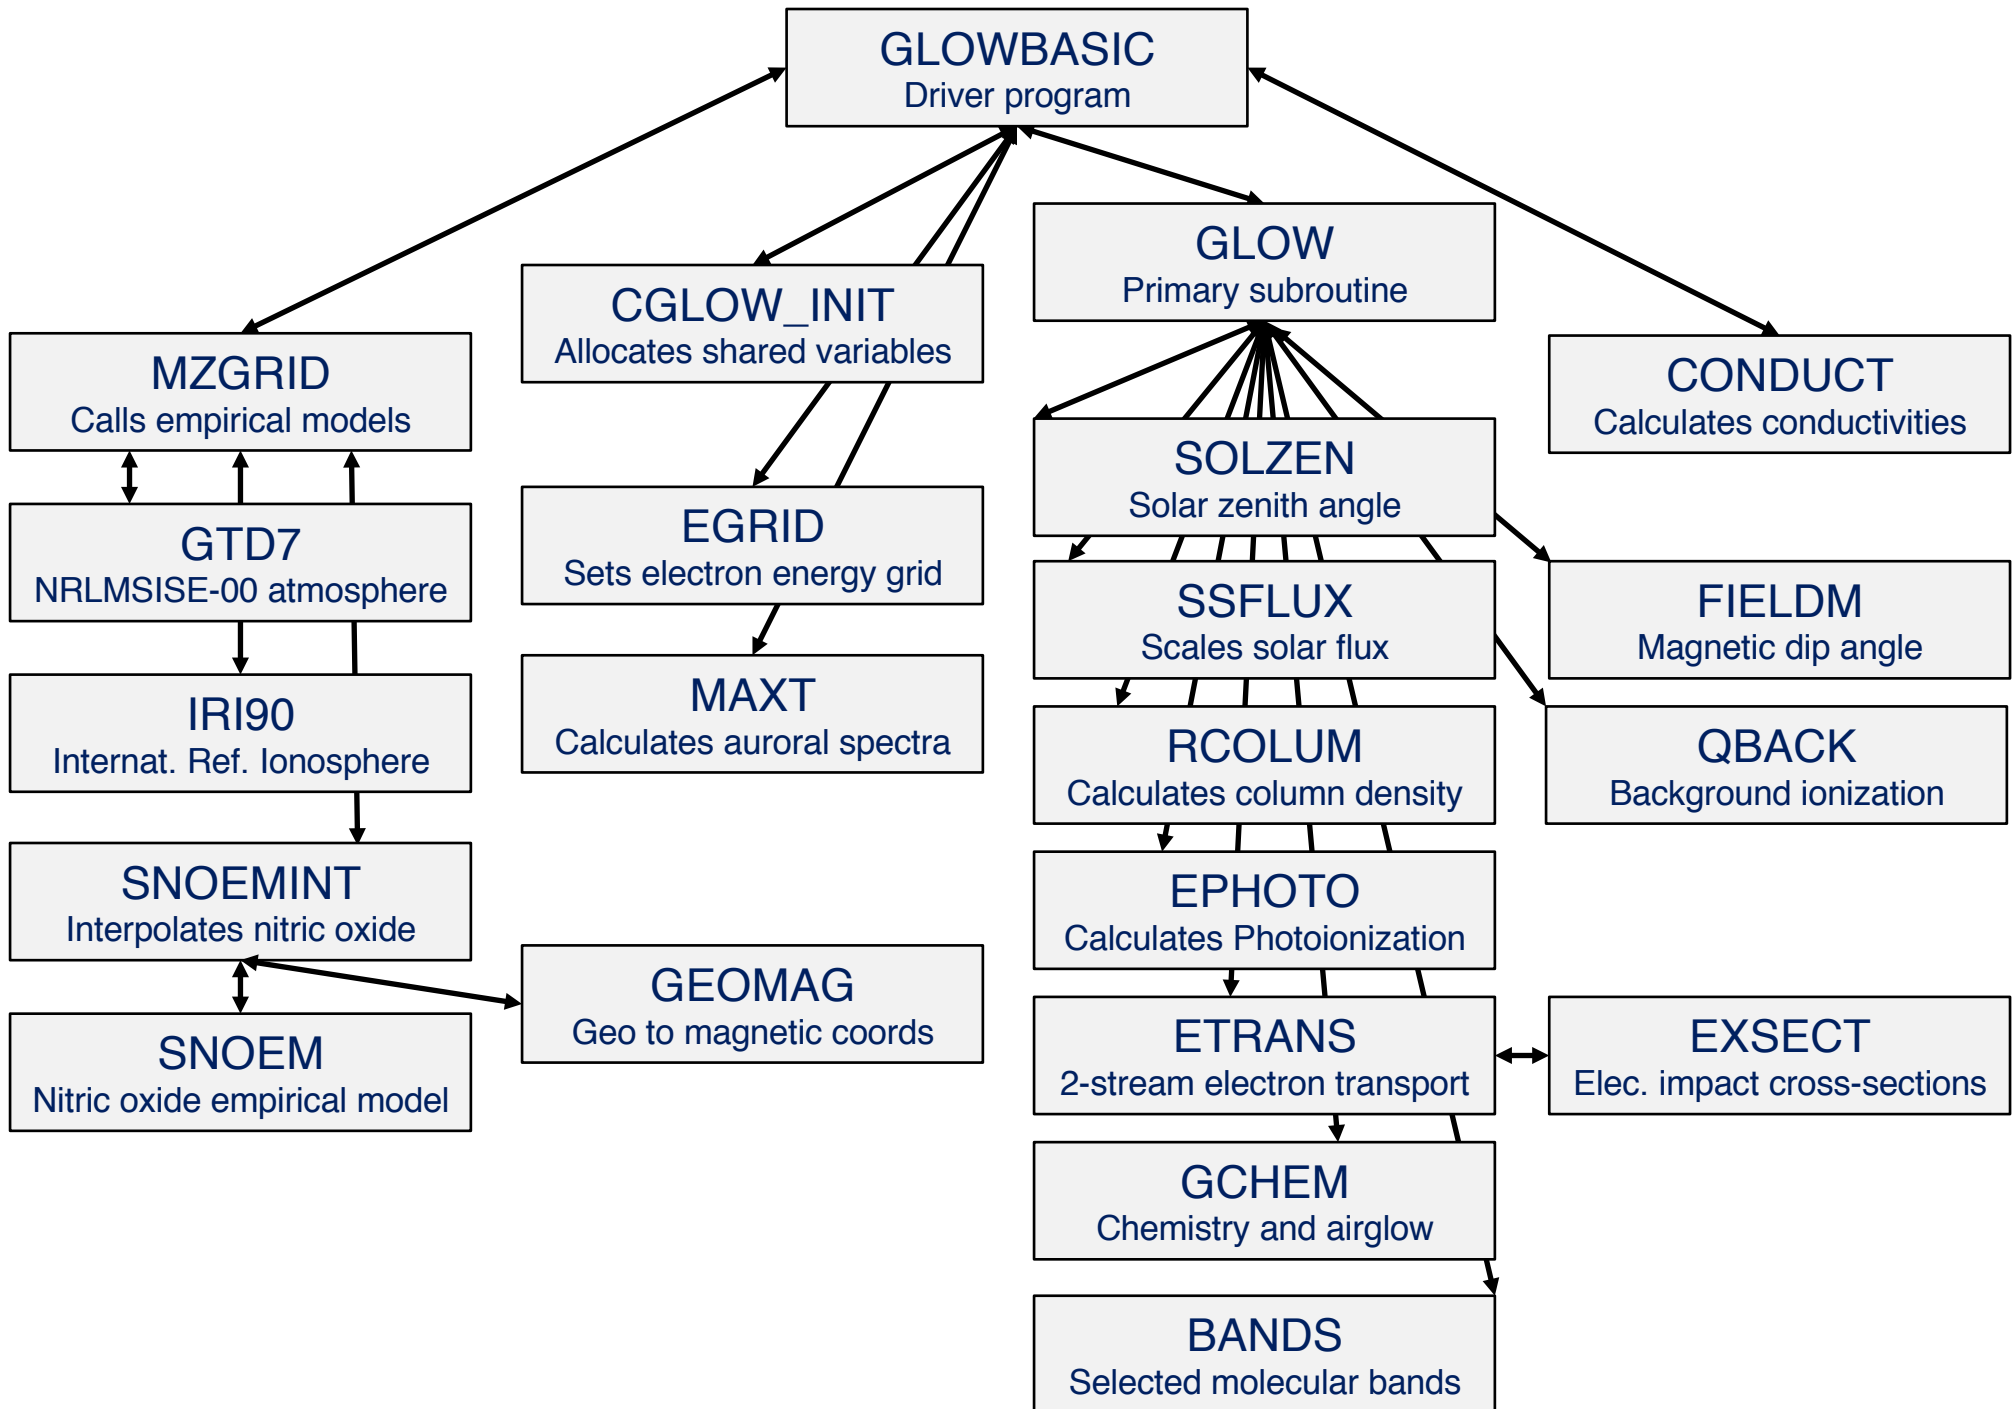 GLOWBASIC
Driver program
GLOW
Primary subroutine
CGLOW_INIT
Allocates shared variables
MZGRID
Calls empirical models
CONDUCT
Calculates conductivities
SOLZEN
Solar zenith angle
GTD7
NRLMSISE-00 atmosphere
EGRID
Sets electron energy grid
SSFLUX
Scales solar flux
FIELDM
Magnetic dip angle
MAXT
Calculates auroral spectra
IRI90
Internat. Ref. Ionosphere
RCOLUM
Calculates column density
QBACK
Background ionization
SNOEMINT
Interpolates nitric oxide
EPHOTO
Calculates Photoionization
GEOMAG
Geo to magnetic coords
ETRANS
2-stream electron transport
EXSECT
Elec. impact cross-sections
SNOEM
Nitric oxide empirical model
GCHEM
Chemistry and airglow
BANDS
Selected molecular bands